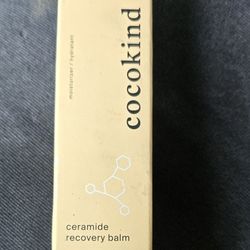 moisturizer / hydratant
cocokind
ceramide
recovery balm